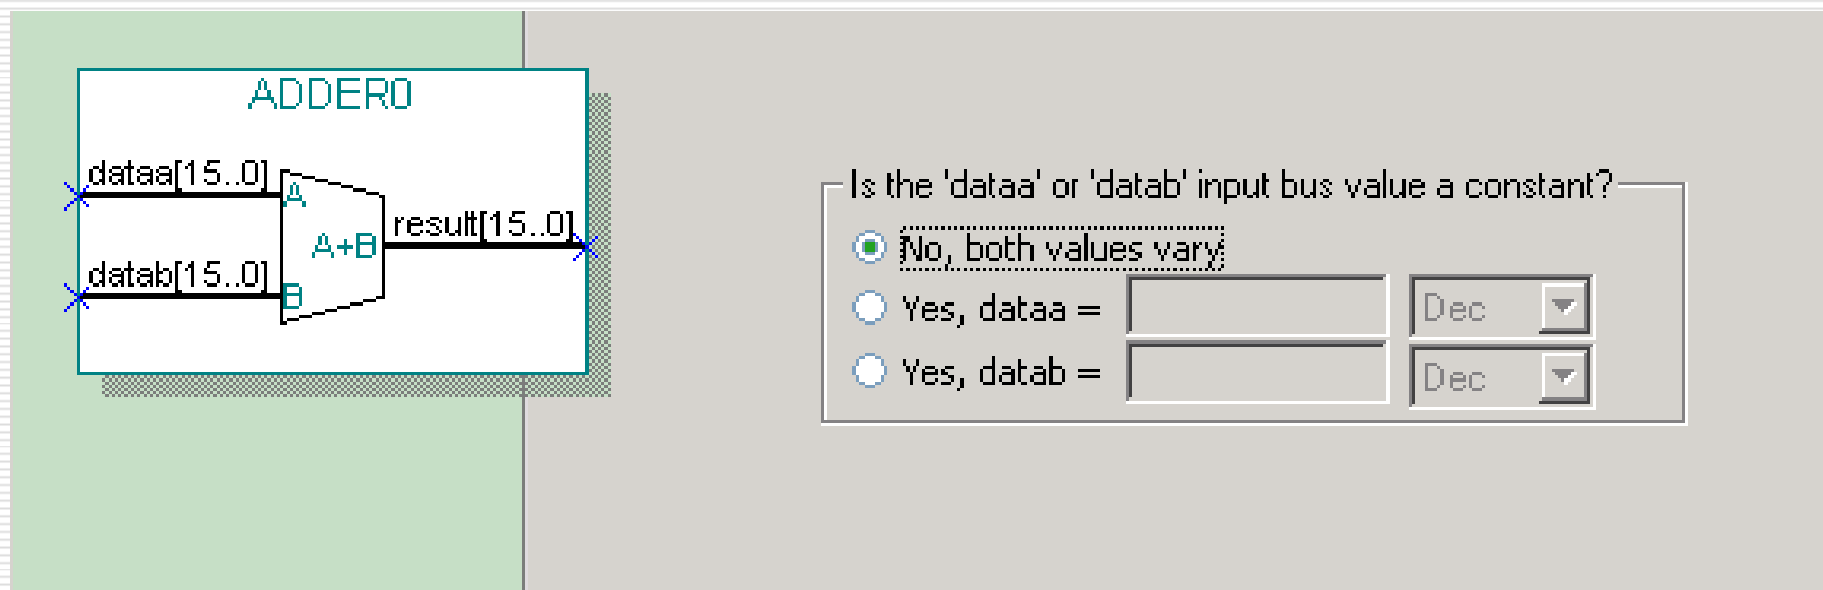 ADDER0
dataa[15..0]
A
result[15..0]
A+B
datab[15..0]
B
Is the 'dataa' or 'datab' input bus value a constant?
No, both values vary
Yes, dataa = Dec
Yes, datab = Dec